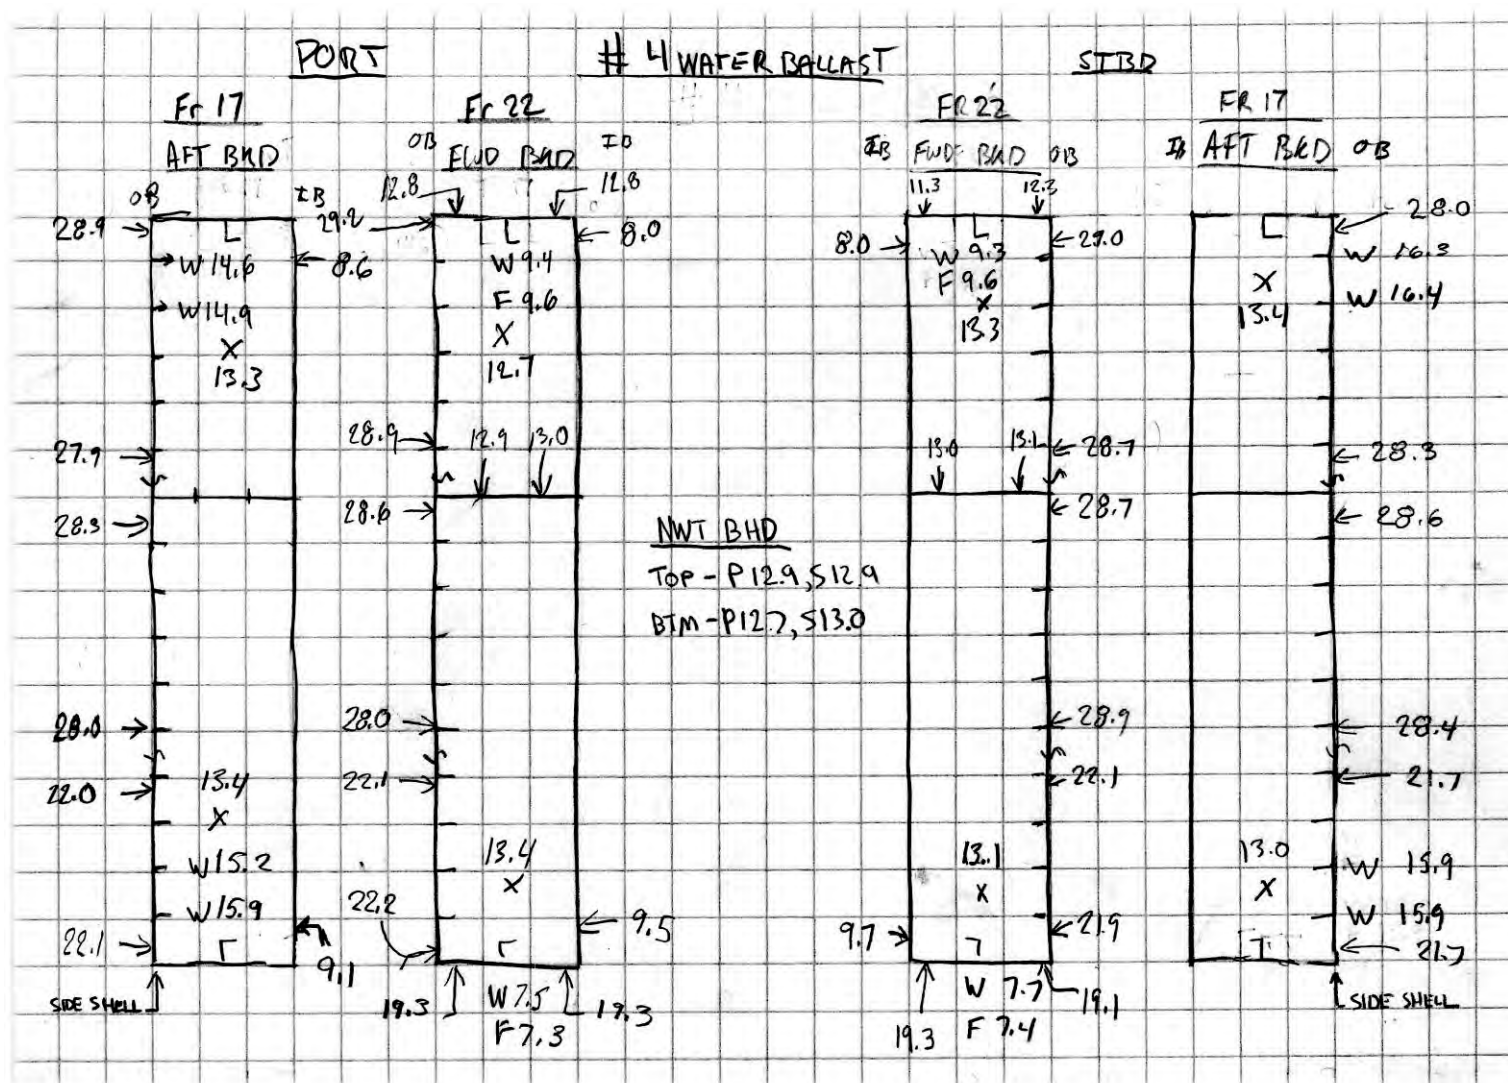 PORT # 4 WATER BALLAST STBD
Fr 17 Fr 22 FR 22 FR 17
AFT BKD OB FWD BKD IB IB FWD BKD OB IB AFT BKD OB
OB IB 12.8 12.8 11.3 12.3
28.9 29.2 8.0 8.0 29.0 28.0
W 14.6 8.6 W 9.4 W 9.3 W 16.3
W 14.9 F 9.6 F 9.6 X W 16.4
X X X 13.4
13.3 12.7 13.3
27.9 28.9 12.9 13.0 13.0 13.1 28.7 28.3
28.3 28.6 28.7 28.6
NWT BHD
TOP - P12.9, S12.9
BTM - P12.7, S13.0
28.0 28.0 28.9 28.4
22.0 13.4 22.1 22.1 21.7
X
W 15.2 13.4 13.1 13.0 W 15.9
X X X
W 15.9 22.2 9.5 W 15.9
22.1 9.1 9.7 21.9 21.7
SIDE SHELL 19.3 W 7.5 19.3 W 7.7 19.1 SIDE SHELL
F 7.3 19.3 F 7.4